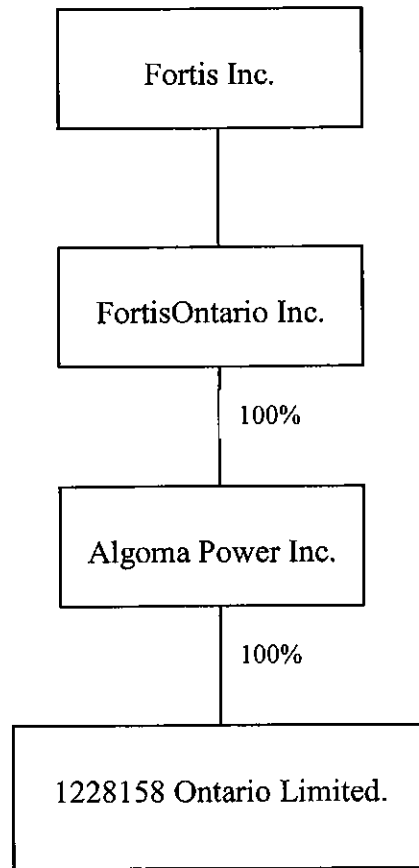 Fortis Inc.
FortisOntario Inc.
100%
Algoma Power Inc.
100%
1228158 Ontario Limited.